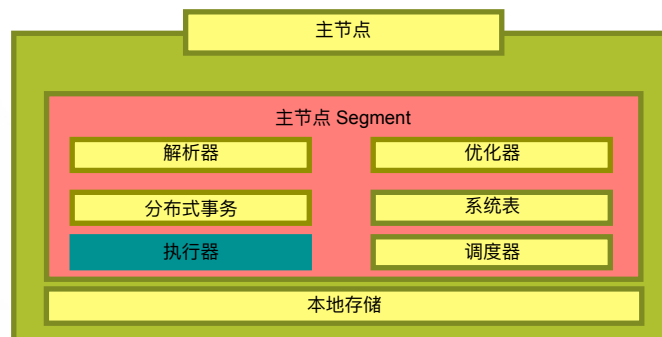 主节点
主节点 Segment
解析器
优化器
分布式事务
系统表
执行器
调度器
本地存储